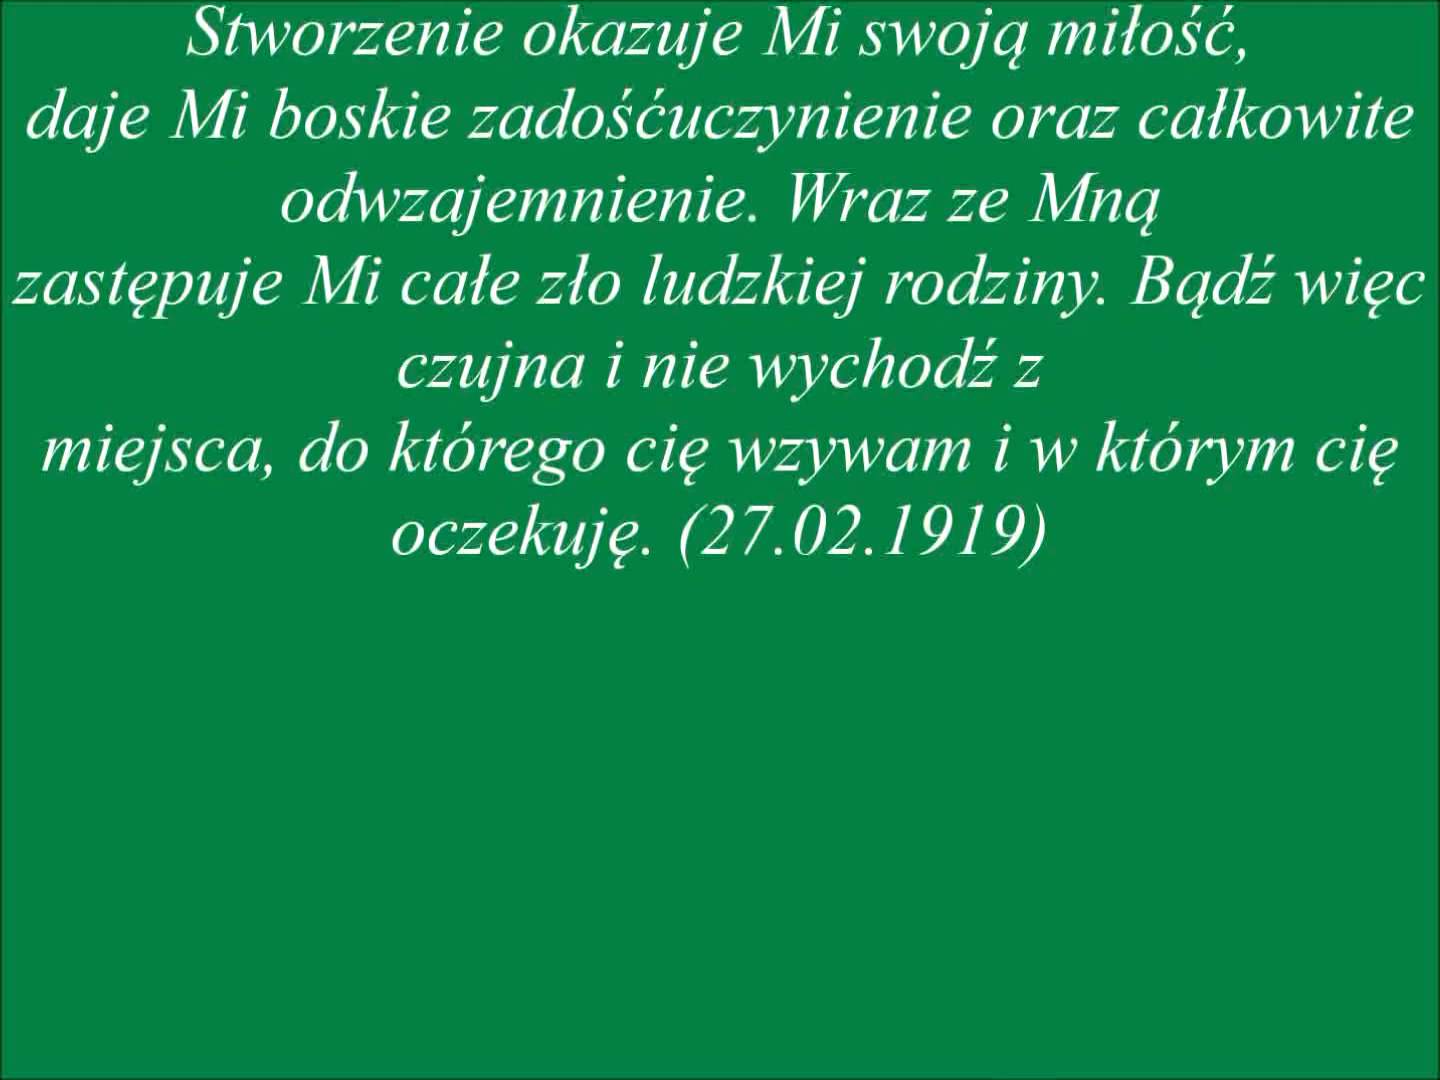 Stworzenie okazuje Mi swoją miłość,
daje Mi boskie zadośćuczynienie oraz całkowite
odwzajemnienie. Wraz ze Mną
zastępuje Mi całe zło ludzkiej rodziny. Bądź więc
czujna i nie wychodź z
miejsca, do którego cię wzywam i w którym cię
oczekuję. (27.02.1919)